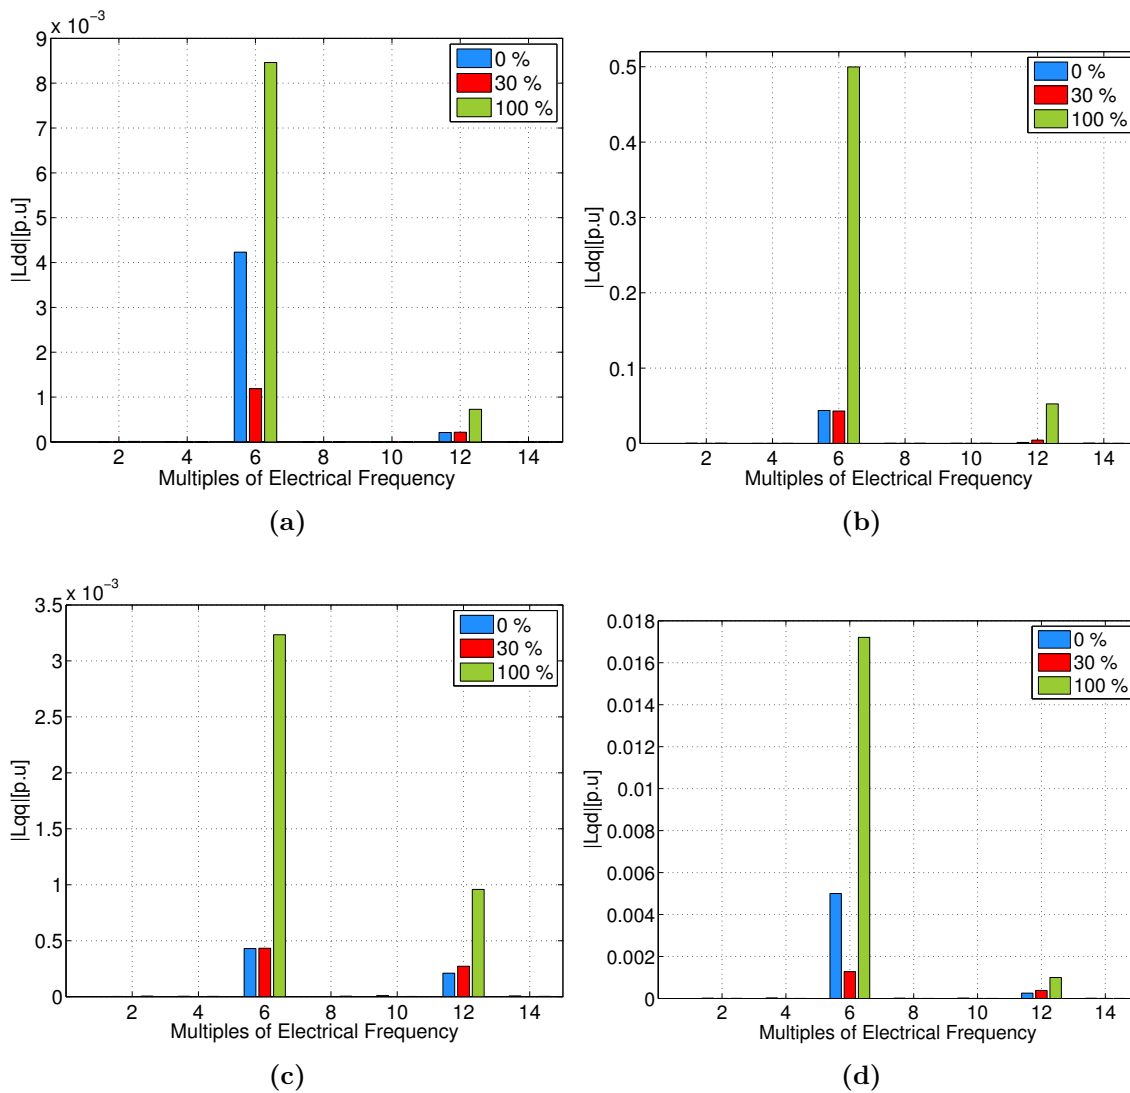 x 10⁻³
9
8
7
6
5
4
3
2
1
0
|Ldd|[p.u]
2 4 6 8 10 12 14
Multiples of Electrical Frequency
0 %
30 %
100 %
(a)
0.5
0.4
0.3
0.2
0.1
0
|Ldq|[p.u]
2 4 6 8 10 12 14
Multiples of Electrical Frequency
0 %
30 %
100 %
(b)
x 10⁻³
3.5
3
2.5
2
1.5
1
0.5
0
|Lqq|[p.u]
2 4 6 8 10 12 14
Multiples of Electrical Frequency
0 %
30 %
100 %
(c)
0.018
0.016
0.014
0.012
0.01
0.008
0.006
0.004
0.002
0
|Lqd|[p.u]
2 4 6 8 10 12 14
Multiples of Electrical Frequency
0 %
30 %
100 %
(d)